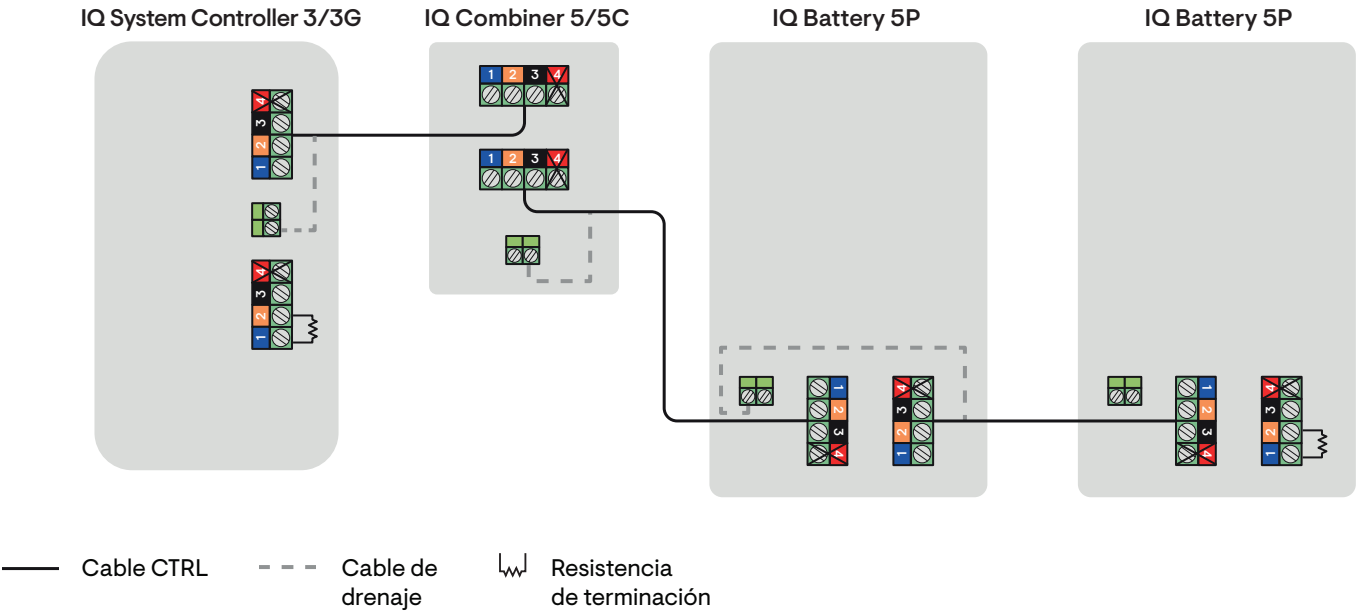 IQ System Controller 3/3G
IQ Combiner 5/5C
IQ Battery 5P
IQ Battery 5P
1 2 3 4
4
3
2
1
1 2 3 4
4
3
2
1
1
2
3
4
4
3
2
1
1
2
3
4
4
3
2
1
Cable CTRL
Cable de
drenaje
Resistencia
de terminación